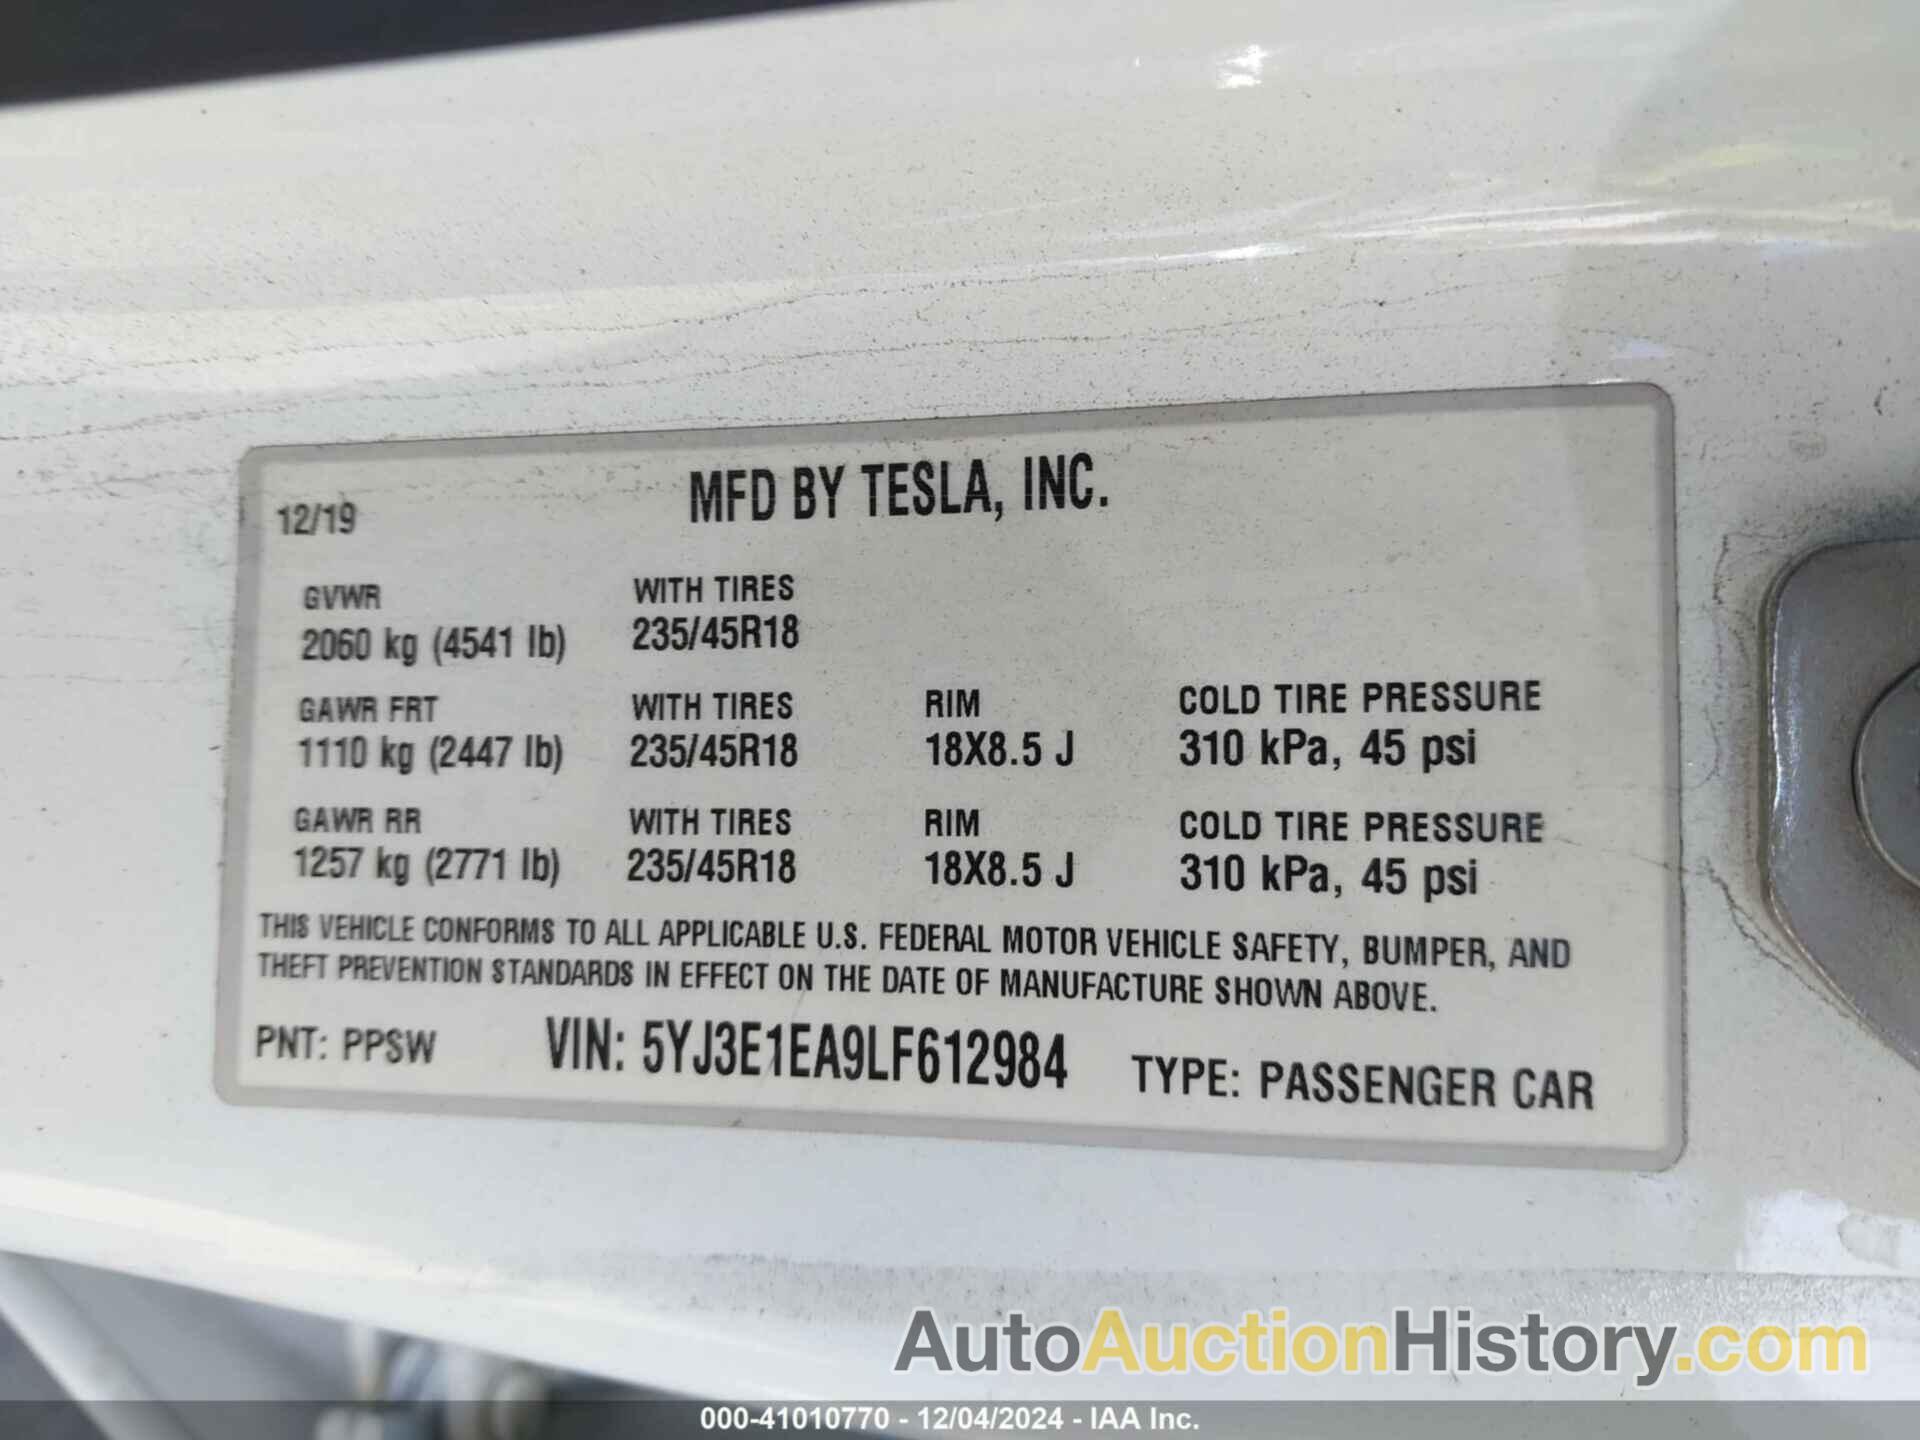 12/19 MFD BY TESLA, INC.
GVWR WITH TIRES
2060 kg (4541 lb) 235/45R18
GAWR FRT WITH TIRES RIM COLD TIRE PRESSURE
1110 kg (2447 lb) 235/45R18 18X8.5 J 310 kPa, 45 psi
GAWR RR WITH TIRES RIM COLD TIRE PRESSURE
1257 kg (2771 lb) 235/45R18 18X8.5 J 310 kPa, 45 psi
THIS VEHICLE CONFORMS TO ALL APPLICABLE U.S. FEDERAL MOTOR VEHICLE SAFETY, BUMPER, AND
THEFT PREVENTION STANDARDS IN EFFECT ON THE DATE OF MANUFACTURE SHOWN ABOVE.
PNT: PPSW VIN: 5YJ3E1EA9LF612984 TYPE: PASSENGER CAR
AutoAuctionHistory.com
000-41010770 - 12/04/2024 - IAA Inc.